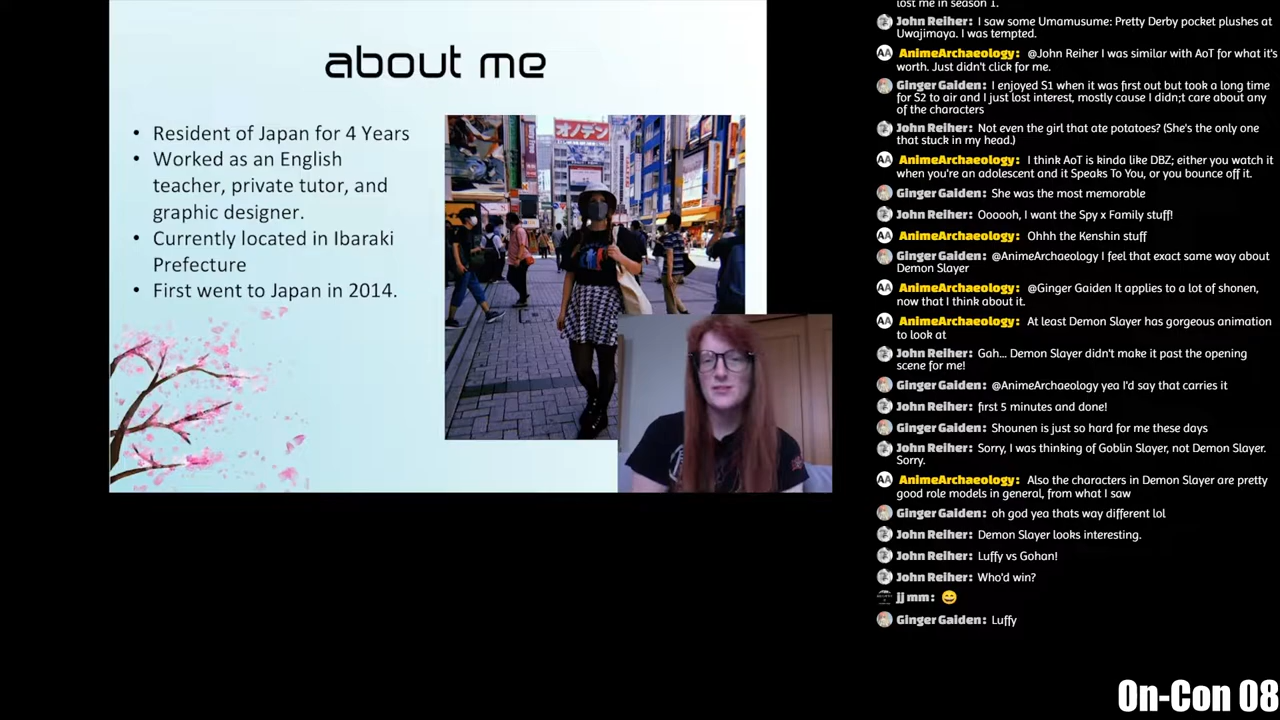 about me
• Resident of Japan for 4 Years
• Worked as an English
teacher, private tutor, and
graphic designer.
• Currently located in Ibaraki
Prefecture
• First went to Japan in 2014.
オノデン
lost me in season 1.
John Reiher: I saw some Umamusume: Pretty Derby pocket plushes at
Uwajimaya. I was tempted.
AA AnimeArchaeology: @John Reiher I was similar with AoT for what it's
worth. Just didn't click for me.
Ginger Gaiden: I enjoyed S1 when it was first out but took a long time
for S2 to air and I just lost interest, mostly cause I didn;t care about any
of the characters
John Reiher: Not even the girl that ate potatoes? (She's the only one
that stuck in my head.)
AA AnimeArchaeology: I think AoT is kinda like DBZ; either you watch it
when you're an adolescent and it Speaks To You, or you bounce off it.
Ginger Gaiden: She was the most memorable
John Reiher: Oooooh, I want the Spy x Family stuff!
AA AnimeArchaeology: Ohhh the Kenshin stuff
Ginger Gaiden: @AnimeArchaeology I feel that exact same way about
Demon Slayer
AA AnimeArchaeology: @Ginger Gaiden It applies to a lot of shonen,
now that I think about it.
AA AnimeArchaeology: At least Demon Slayer has gorgeous animation
to look at
John Reiher: Gah... Demon Slayer didn't make it past the opening
scene for me!
Ginger Gaiden: @AnimeArchaeology yea I'd say that carries it
John Reiher: first 5 minutes and done!
Ginger Gaiden: Shounen is just so hard for me these days
John Reiher: Sorry, I was thinking of Goblin Slayer, not Demon Slayer.
Sorry.
AA AnimeArchaeology: Also the characters in Demon Slayer are pretty
good role models in general, from what I saw
Ginger Gaiden: oh god yea thats way different lol
John Reiher: Demon Slayer looks interesting.
John Reiher: Luffy vs Gohan!
John Reiher: Who'd win?
jj mm: 😄
Ginger Gaiden: Luffy
On-Con 08